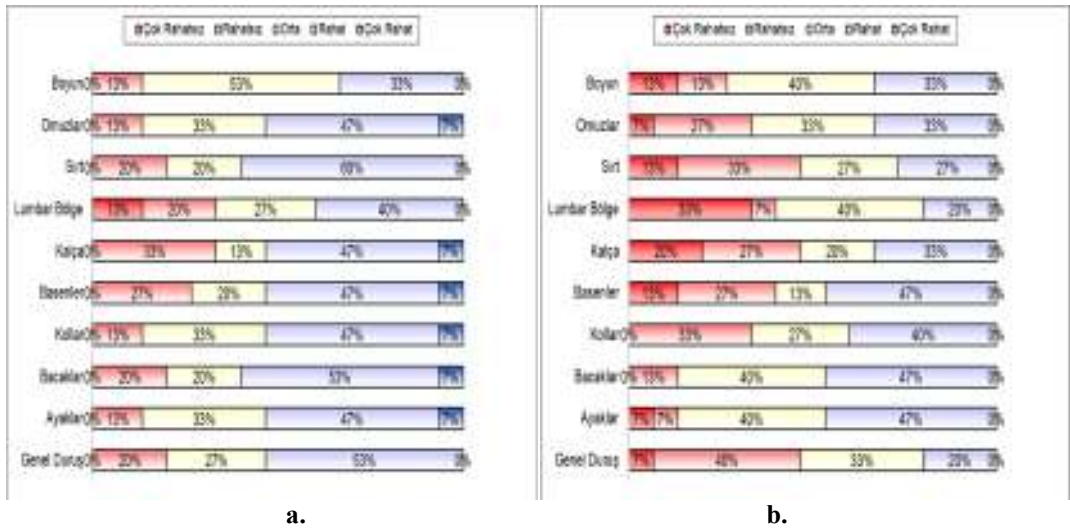 Çok Rahatsız Rahatsız Orta Rahat Çok Rahat
Boyun 0% 13% 53% 33% 0%
Omuzlar 0% 13% 33% 47% 7%
Sırt 0% 20% 20% 60% 0%
Lumbar Bölge 13% 20% 27% 40% 0%
Kalça 0% 33% 13% 47% 7%
Basenler 0% 27% 20% 47% 7%
Kollar 0% 13% 33% 47% 7%
Bacaklar 0% 20% 20% 53% 7%
Ayaklar 0% 13% 33% 47% 7%
Genel Duruş 0% 20% 27% 53% 0%
a.
Çok Rahatsız Rahatsız Orta Rahat Çok Rahat
Boyun 13% 13% 40% 33% 0%
Omuzlar 7% 33% 33% 0%
Sırt 13% 33% 27% 27% 0%
Lumbar Bölge 33% 7% 40% 20% 0%
Kalça 20% 27% 20% 33% 0%
Basenler 13% 27% 13% 47% 0%
Kollar 0% 33% 27% 40% 0%
Bacaklar 0% 13% 40% 47% 0%
Ayaklar 7% 7% 40% 47% 0%
Genel Duruş 7% 40% 33% 20% 0%
b.